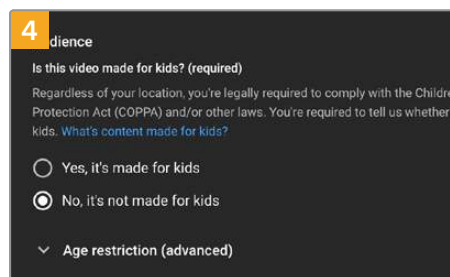 4
dience
Is this video made for kids? (required)
Regardless of your location, you're legally required to comply with the Childre
Protection Act (COPPA) and/or other laws. You're required to tell us whether
kids. What's content made for kids?
Yes, it's made for kids
No, it's not made for kids
Age restriction (advanced)